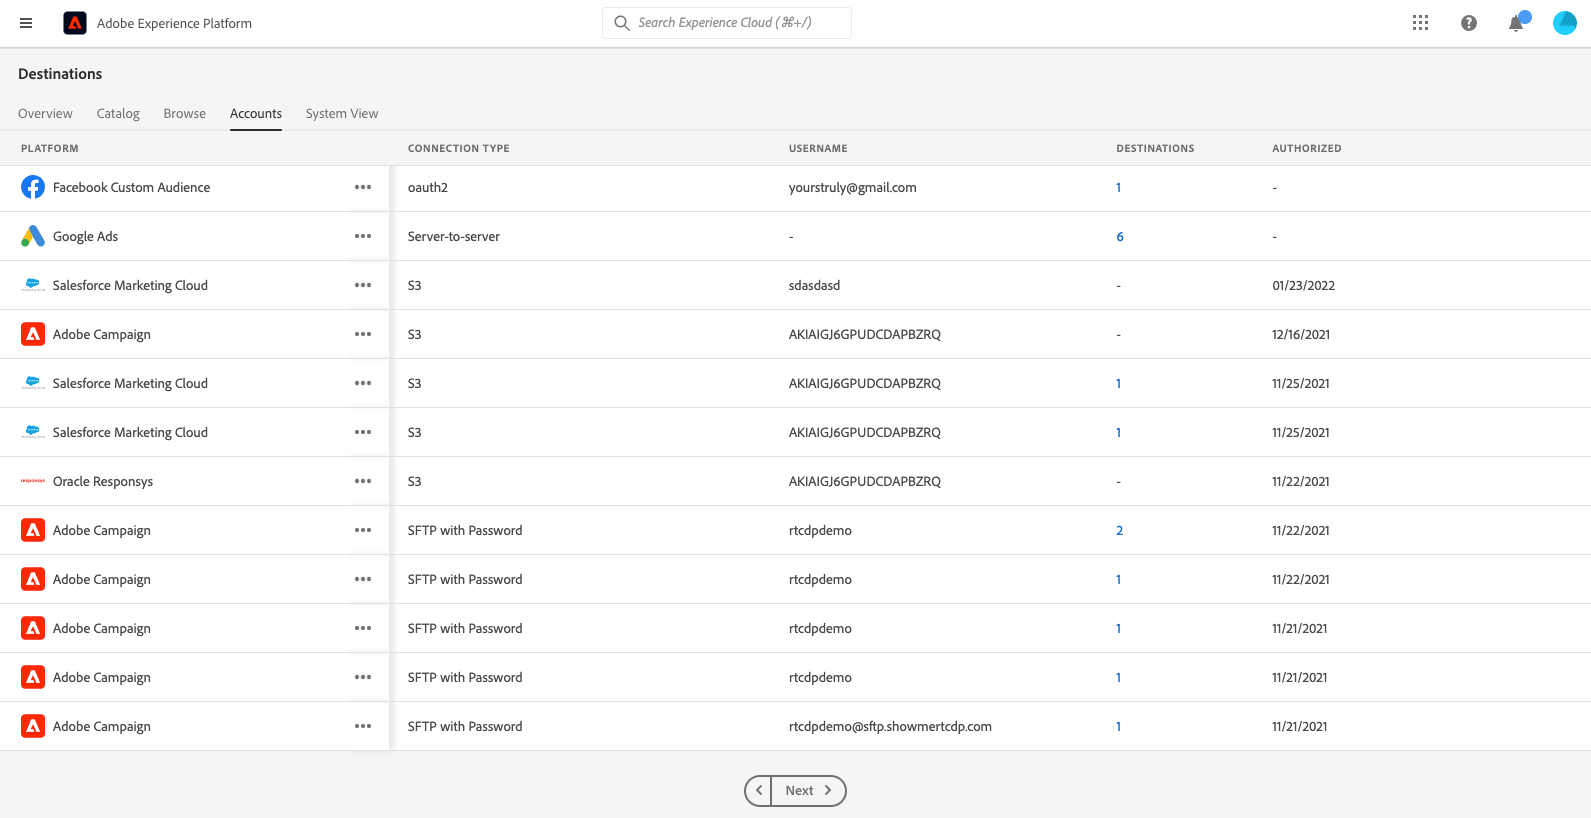 Adobe Experience Platform
Search Experience Cloud (⌘+/)
Destinations
Overview Catalog Browse Accounts System View
PLATFORM CONNECTION TYPE USERNAME DESTINATIONS AUTHORIZED
Facebook Custom Audience ••• oauth2 yourstruly@gmail.com 1 -
Google Ads ••• Server-to-server - 6 -
Salesforce Marketing Cloud ••• S3 sdasdasd - 01/23/2022
Adobe Campaign ••• S3 AKIAIGJ6GPUDCDAPBZRQ - 12/16/2021
Salesforce Marketing Cloud ••• S3 AKIAIGJ6GPUDCDAPBZRQ 1 11/25/2021
Salesforce Marketing Cloud ••• S3 AKIAIGJ6GPUDCDAPBZRQ 1 11/25/2021
responsys Oracle Responsys ••• S3 AKIAIGJ6GPUDCDAPBZRQ - 11/22/2021
Adobe Campaign ••• SFTP with Password rtcdpdemo 2 11/22/2021
Adobe Campaign ••• SFTP with Password rtcdpdemo 1 11/22/2021
Adobe Campaign ••• SFTP with Password rtcdpdemo 1 11/21/2021
Adobe Campaign ••• SFTP with Password rtcdpdemo 1 11/21/2021
Adobe Campaign ••• SFTP with Password rtcdpdemo@sftp.showmertcdp.com 1 11/21/2021
Next